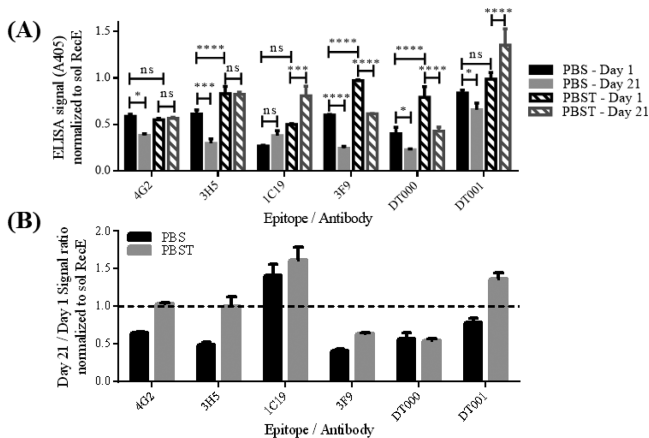 (A)
ELISA signal (A405)
normalized to sol RecE
1.5
1.0
0.5
0.0
ns
* ns
****
*** ns
ns
ns ***
****
**** ****
****
* ****
ns ****
*
PBS - Day 1
PBS - Day 21
PBST - Day 1
PBST - Day 21
4G2 3H5 1C19 3F9 DT000 DT001
Epitope / Antibody
(B)
Day 21 / Day 1 Signal ratio
normalized to sol RecE
2.0
1.5
1.0
0.5
0.0
PBS
PBST
4G2 3H5 1C19 3F9 DT000 DT001
Epitope / Antibody